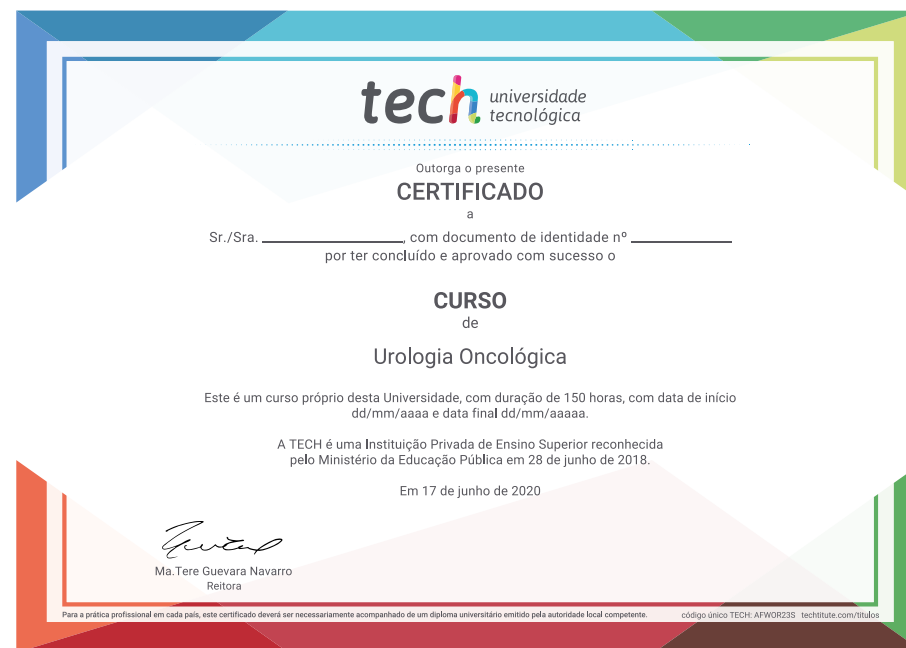 tech universidade
tecnológica
Outorga o presente
CERTIFICADO
a
Sr./Sra. ____________, com documento de identidade nº ____________
por ter concluído e aprovado com sucesso o
CURSO
de
Urologia Oncológica
Este é um curso próprio desta Universidade, com duração de 150 horas, com data de início
dd/mm/aaaa e data final dd/mm/aaaaa.
A TECH é uma Instituição Privada de Ensino Superior reconhecida
pelo Ministério da Educação Pública em 28 de junho de 2018.
Em 17 de junho de 2020
Ma.Tere Guevara Navarro
Reitora
Para a prática profissional em cada país, este certificado deverá ser necessariamente acompanhado de um diploma universitário emitido pela autoridade local competente.
código único TECH: AFWOR23S techtitute.com/títulos